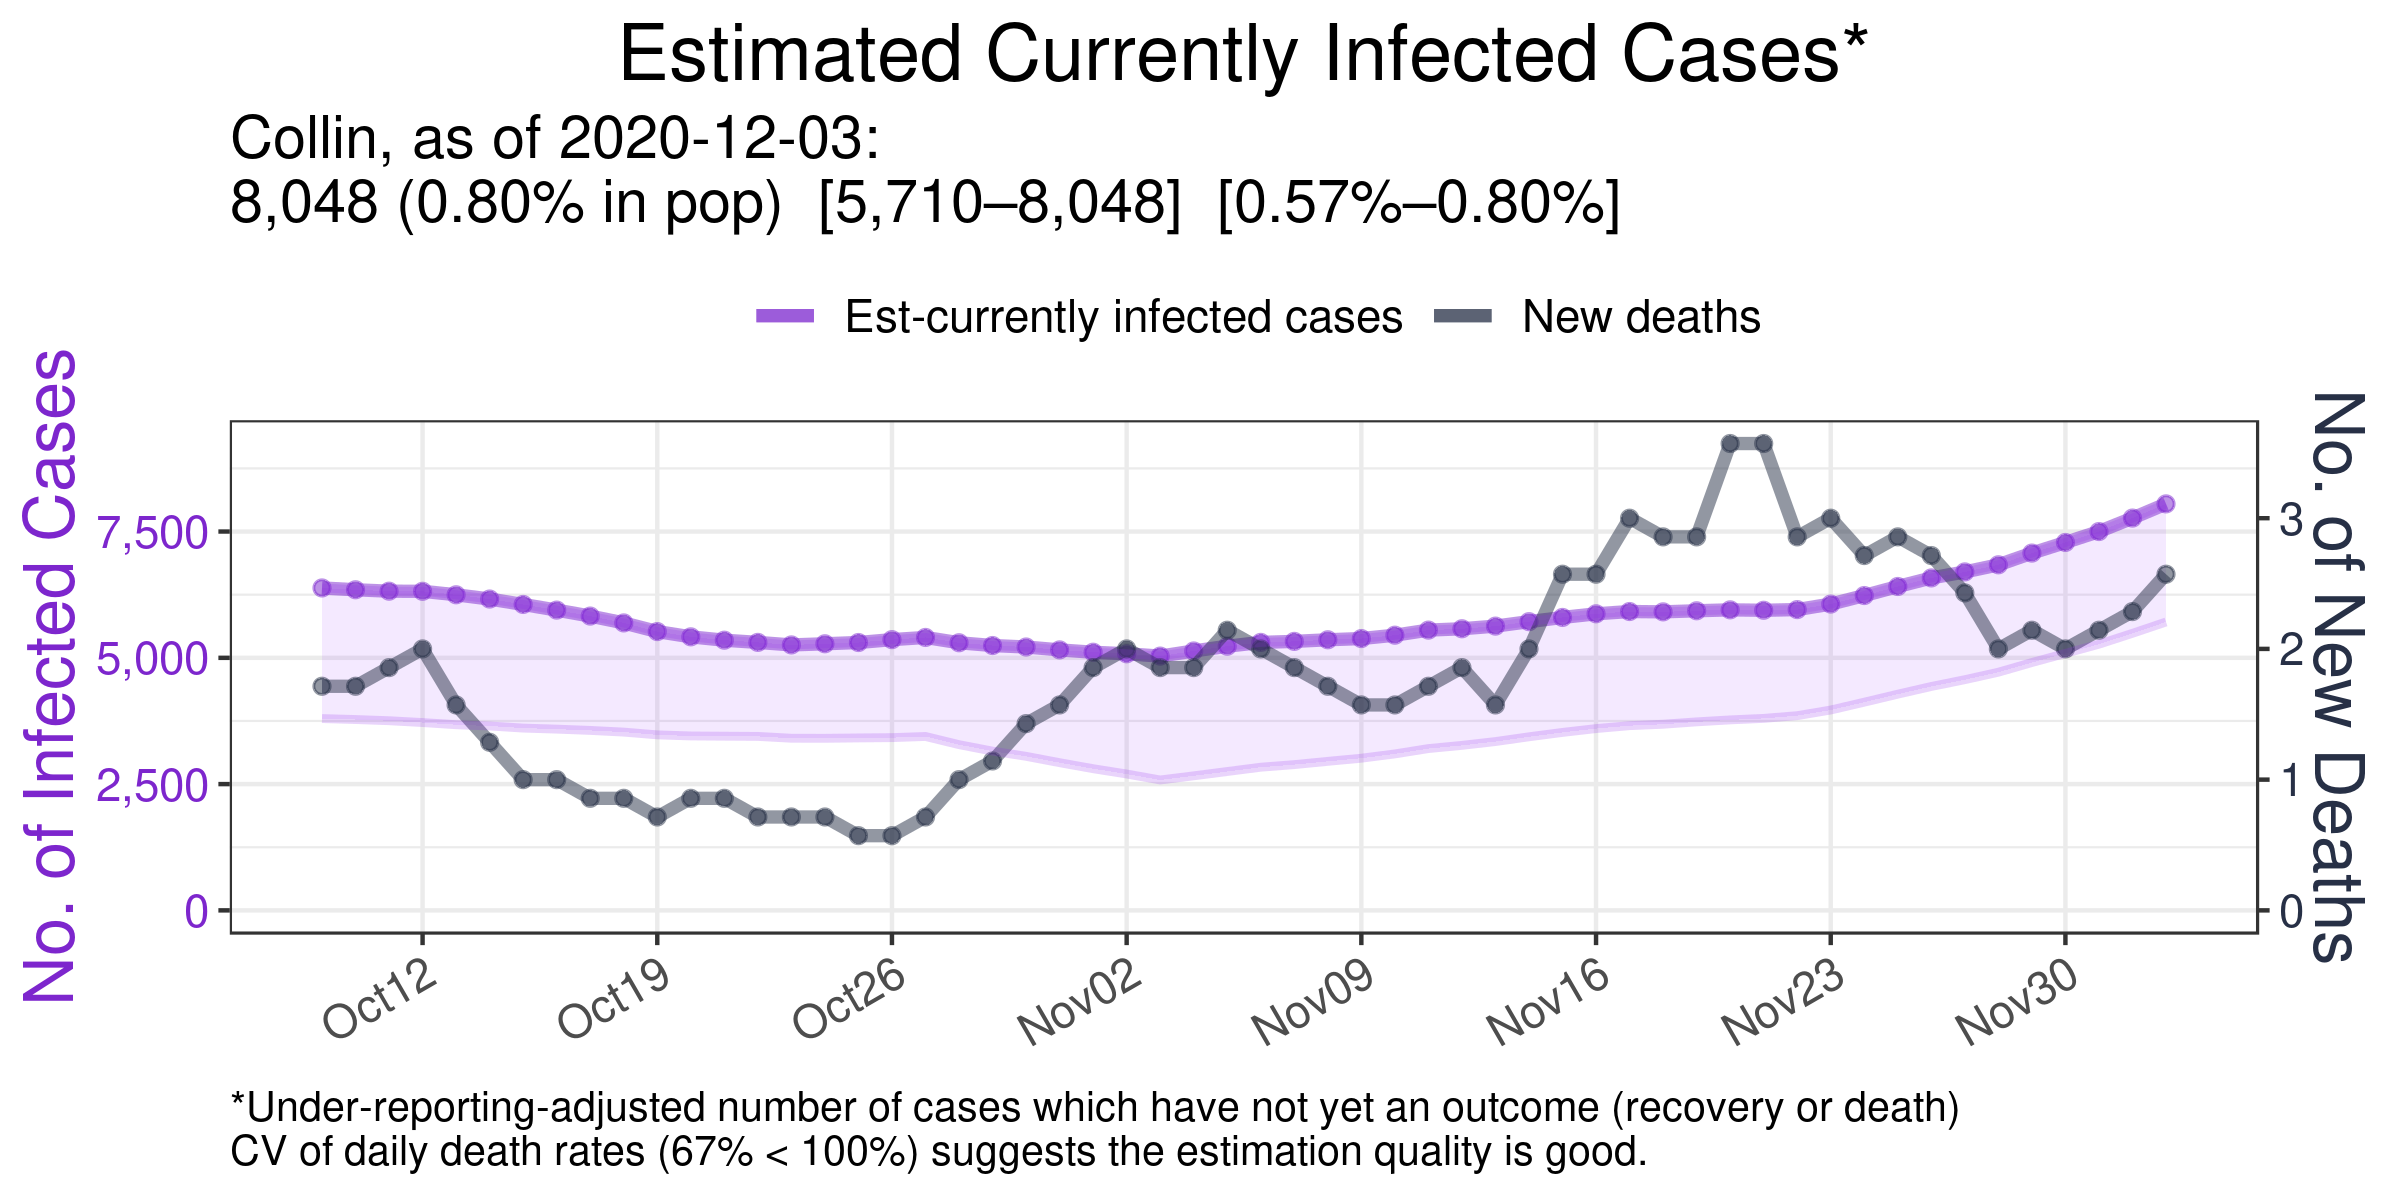 Estimated Currently Infected Cases*
Collin, as of 2020-12-03:
8,048 (0.80% in pop) [5,710–8,048] [0.57%–0.80%]
Est-currently infected cases
New deaths
No. of Infected Cases
7,500
5,000
2,500
0
3
2
1
0
No. of New Deaths
Oct12
Oct19
Oct26
Nov02
Nov09
Nov16
Nov23
Nov30
*Under-reporting-adjusted number of cases which have not yet an outcome (recovery or death)
CV of daily death rates (67% < 100%) suggests the estimation quality is good.